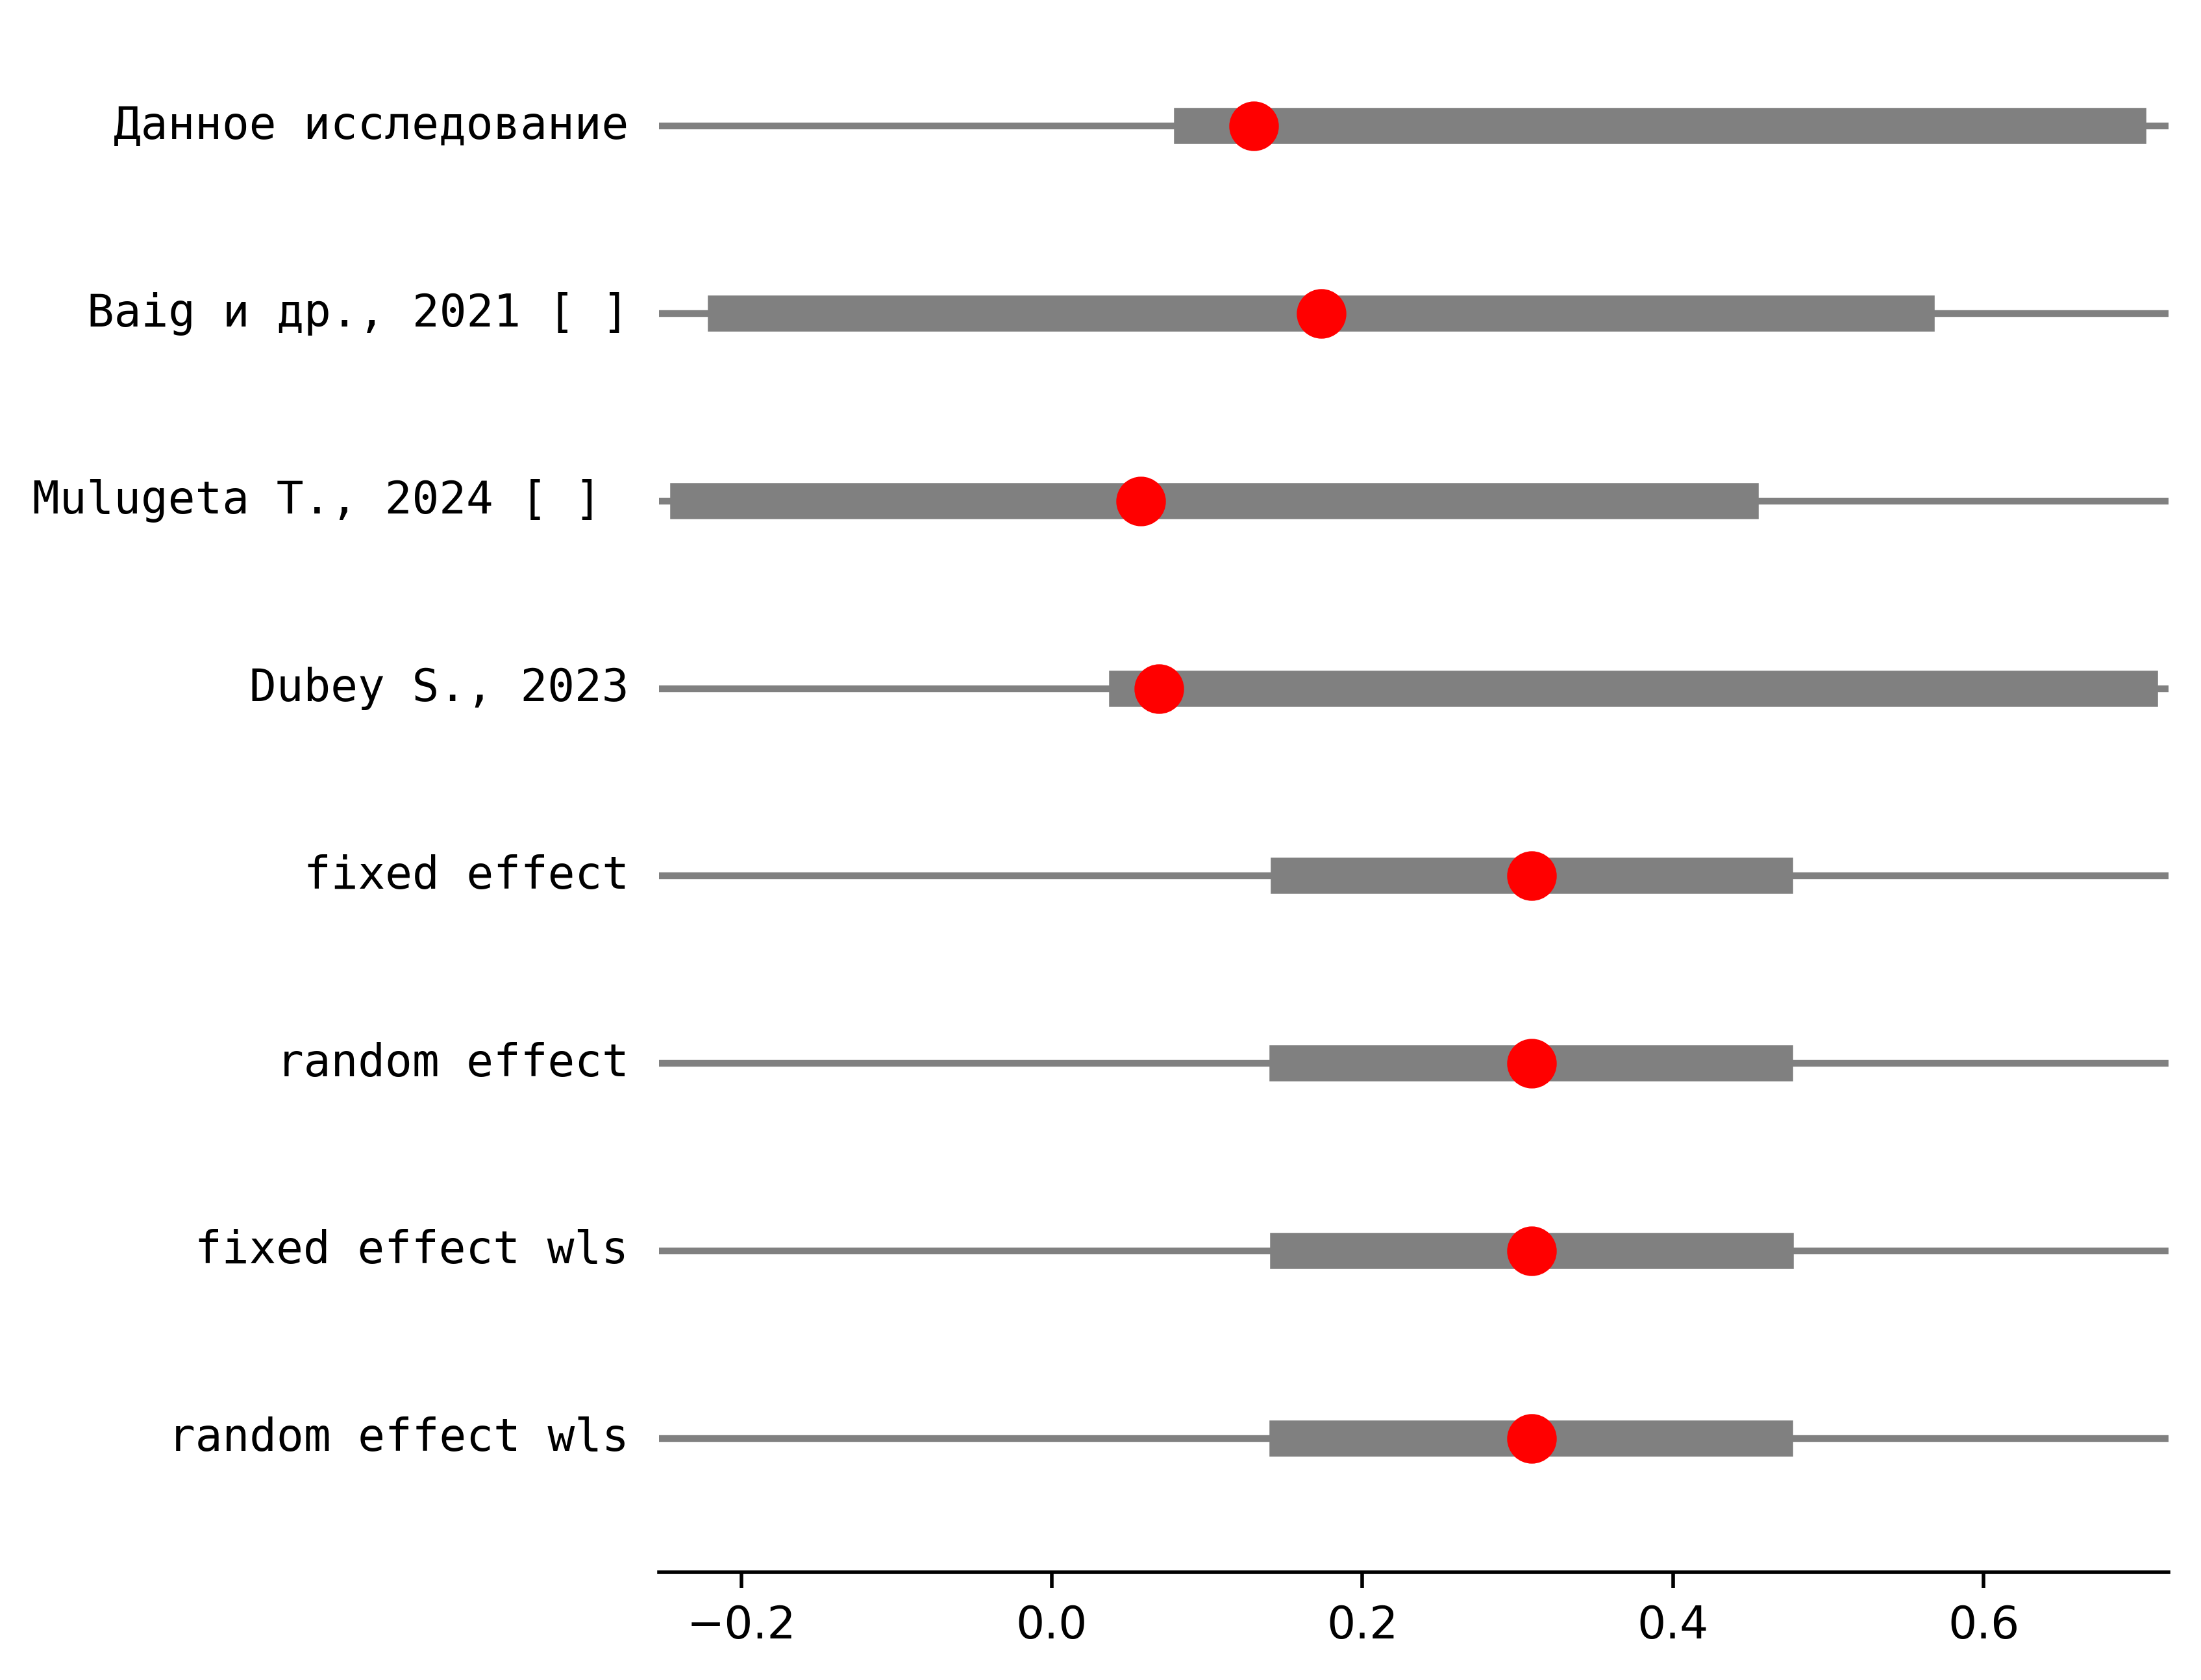 Данное исследование
Baig и др., 2021 [ ]
Mulugeta T., 2024 [ ]
Dubey S., 2023
fixed effect
random effect
fixed effect wls
random effect wls
−0.2 0.0 0.2 0.4 0.6